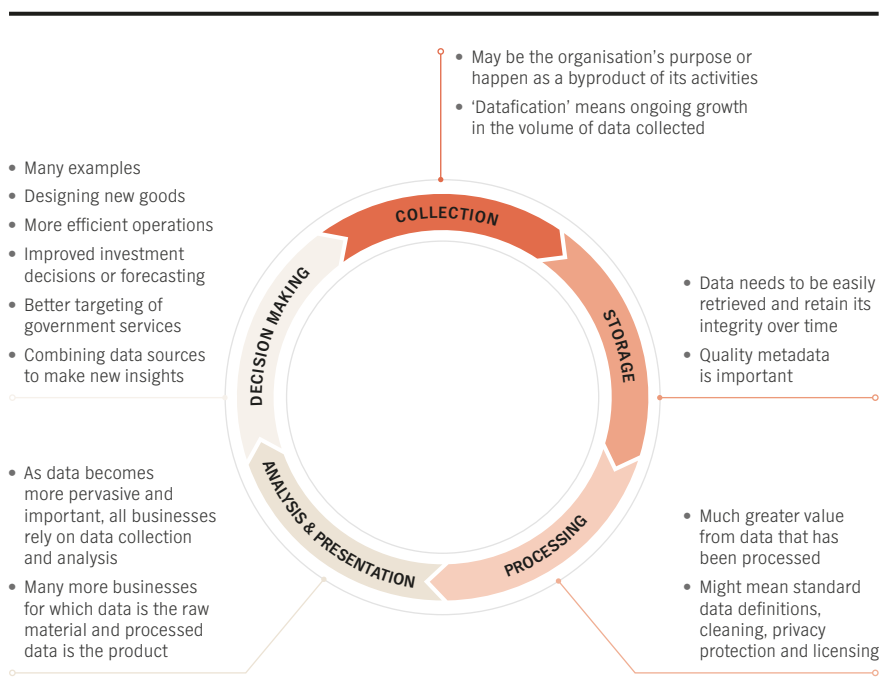 • May be the organisation’s purpose or
happen as a byproduct of its activities
• ‘Datafication’ means ongoing growth
in the volume of data collected
• Many examples
• Designing new goods
• More efficient operations
• Improved investment
decisions or forecasting
• Better targeting of
government services
• Combining data sources
to make new insights
COLLECTION
STORAGE
PROCESSING
ANALYSIS & PRESENTATION
DECISION MAKING
• Data needs to be easily
retrieved and retain its
integrity over time
• Quality metadata
is important
• As data becomes
more pervasive and
important, all businesses
rely on data collection
and analysis
• Many more businesses
for which data is the raw
material and processed
data is the product
• Much greater value
from data that has
been processed
• Might mean standard
data definitions,
cleaning, privacy
protection and licensing